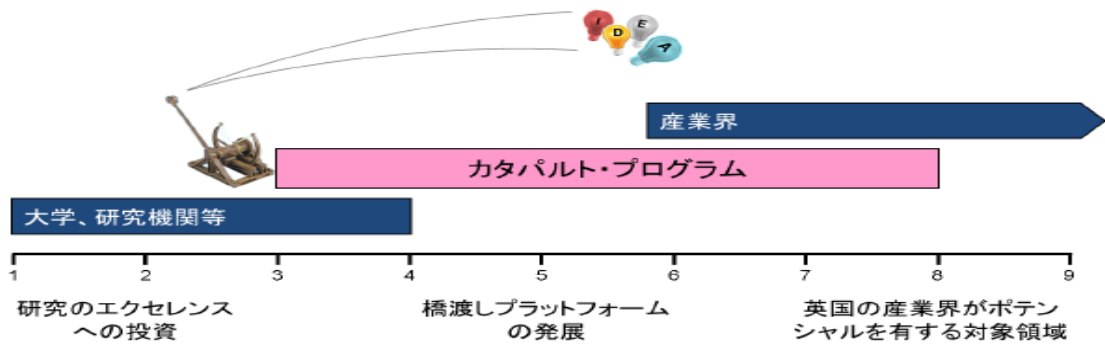 I D E A
産業界
カタパルト・プログラム
大学、研究機関等
1 2 3 4 5 6 7 8 9
研究のエクセレンス
への投資
橋渡しプラットフォーム
の発展
英国の産業界がポテン
シャルを有する対象領域